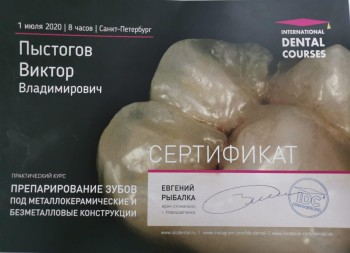 1 июля 2020 | 8 часов | Санкт-Петербург
Пыстогов
Виктор
Владимирович
INTERNATIONAL
DENTAL
COURSES
СЕРТИФИКАТ
ПРАКТИЧЕСКИЙ КУРС
ПРЕПАРИРОВАНИЕ ЗУБОВ
ПОД МЕТАЛЛОКЕРАМИЧЕСКИЕ И
БЕЗМЕТАЛЛОВЫЕ КОНСТРУКЦИИ
ЕВГЕНИЙ
РЫБАЛКА
IDC